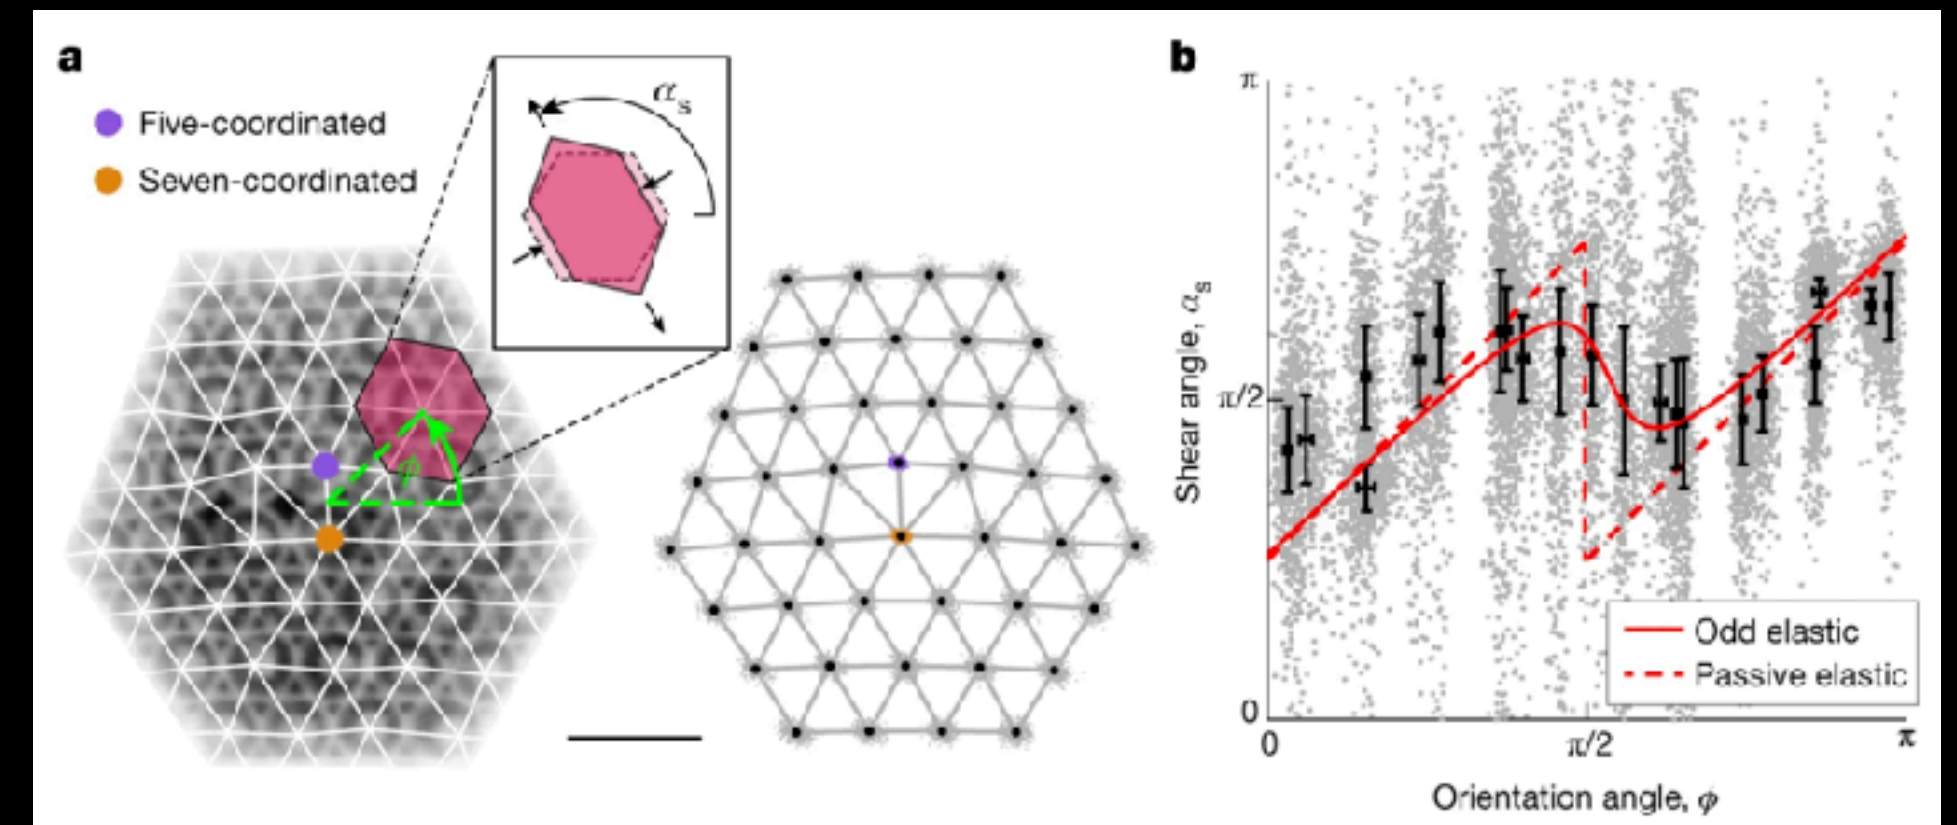 a
Five-coordinated
Seven-coordinated
αs
ϕ
b
π
π/2
0
Shear angle, αs
Odd elastic
Passive elastic
0
π/2
π
Orientation angle, ϕ